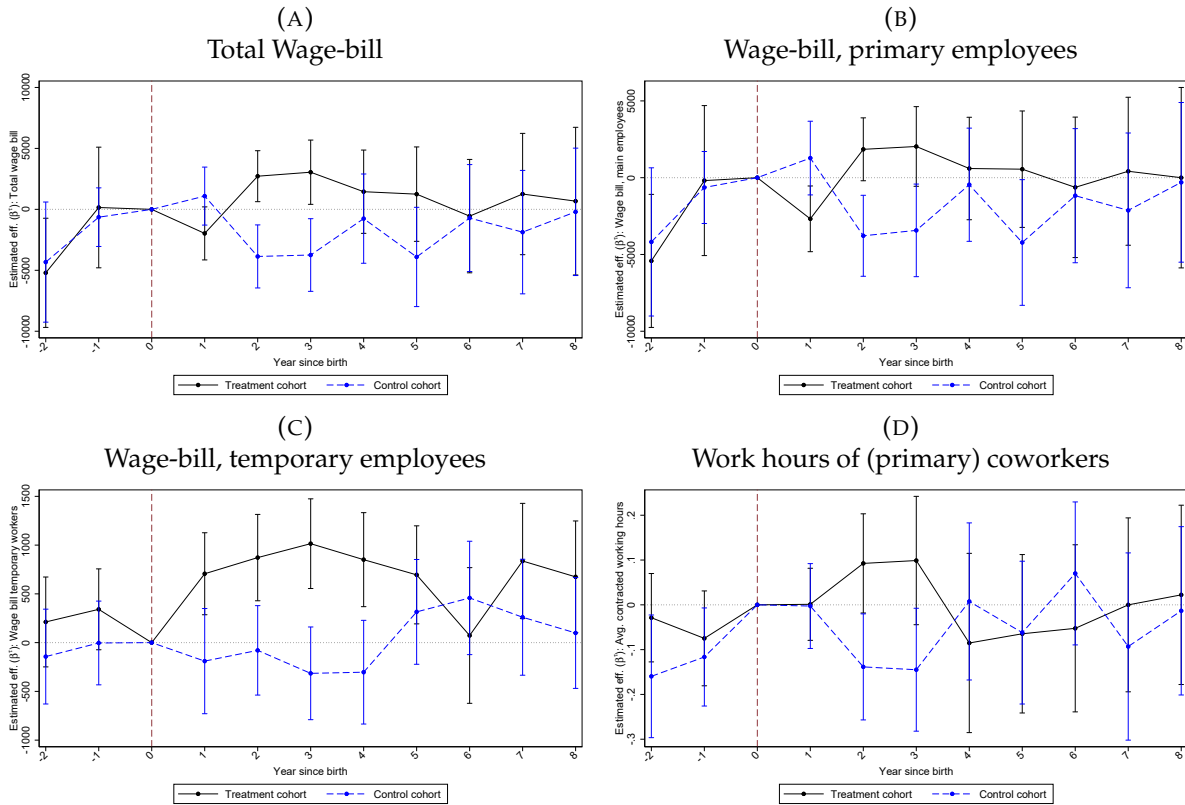 (A)
Total Wage-bill
Estimated eff. (β'): Total wage bill
10000
5000
0
-5000
-10000
-2 -1 0 1 2 3 4 5 6 7 8
Year since birth
Treatment cohort Control cohort
(B)
Wage-bill, primary employees
Estimated eff. (β'): Wage bill, main employees
5000
0
-5000
-10000
-2 -1 0 1 2 3 4 5 6 7 8
Year since birth
Treatment cohort Control cohort
(C)
Wage-bill, temporary employees
Estimated eff. (β'): Wage bill temporary workers
1500
1000
500
0
-500
-1000
-2 -1 0 1 2 3 4 5 6 7 8
Year since birth
Treatment cohort Control cohort
(D)
Work hours of (primary) coworkers
Estimated eff. (β'): Avg. contracted working hours
.2
.1
0
-.1
-.2
-.3
-2 -1 0 1 2 3 4 5 6 7 8
Year since birth
Treatment cohort Control cohort